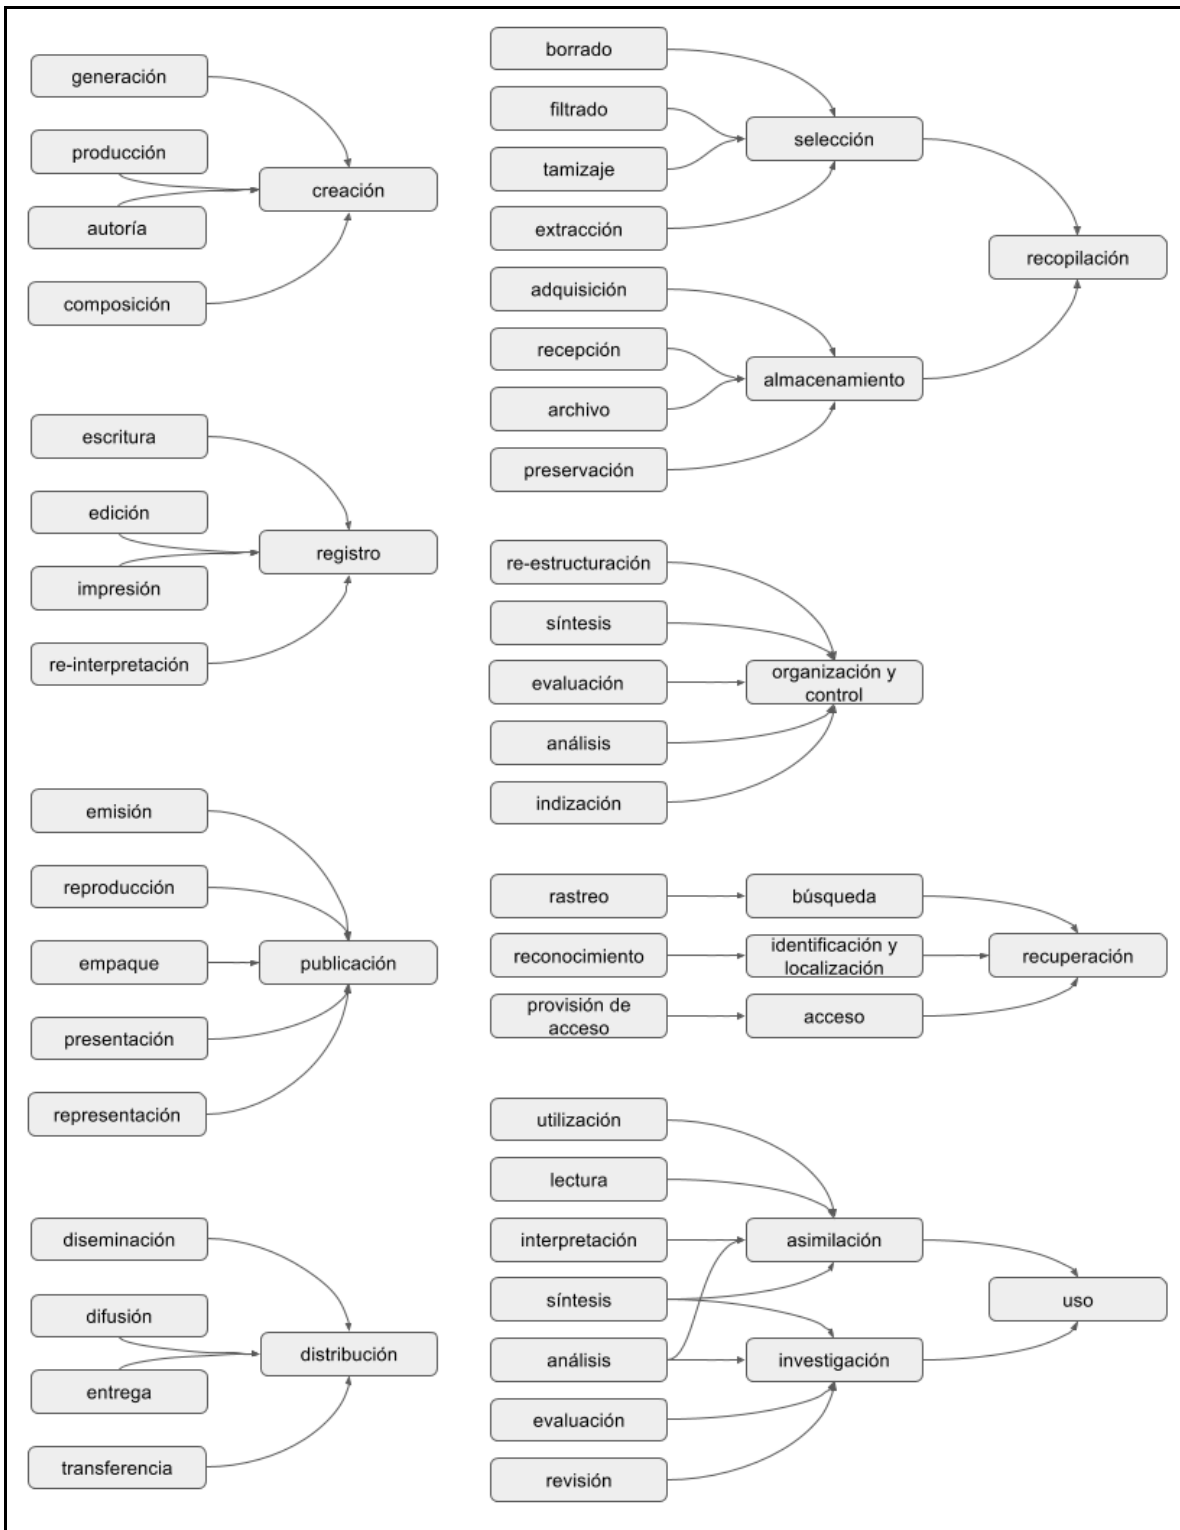 generación
producción
autoría
composición
creación
escritura
edición
impresión
re-interpretación
registro
emisión
reproducción
empaque
presentación
representación
publicación
diseminación
difusión
entrega
transferencia
distribución
borrado
filtrado
tamizaje
extracción
selección
adquisición
recepción
archivo
preservación
almacenamiento
recopilación
re-estructuración
síntesis
evaluación
análisis
indización
organización y
control
rastreo
búsqueda
reconocimiento
identificación y
localización
provisión de
acceso
acceso
recuperación
utilización
lectura
interpretación
síntesis
análisis
evaluación
revisión
asimilación
investigación
uso